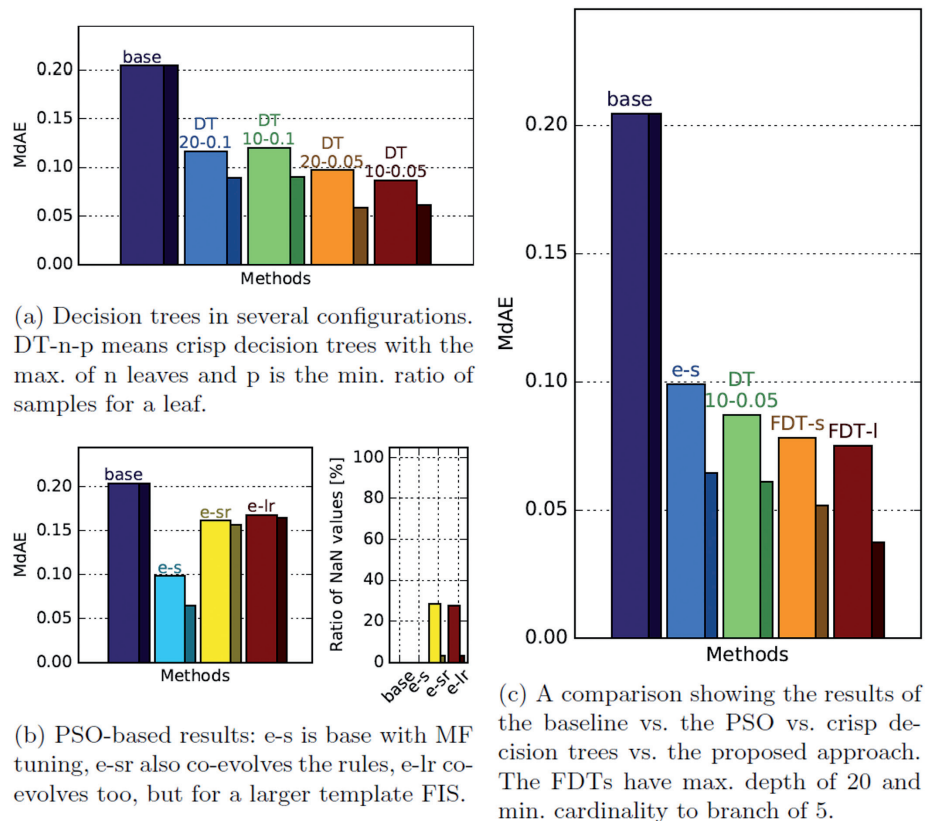 MdAE
0.20
0.15
0.10
0.05
0.00
base
DT
20-0.1
DT
10-0.1
DT
20-0.05
DT
10-0.05
Methods
(a) Decision trees in several configurations.
DT-n-p means crisp decision trees with the
max. of n leaves and p is the min. ratio of
samples for a leaf.
MdAE
0.20
0.15
0.10
0.05
0.00
base
e-s
e-sr
e-lr
Methods
Ratio of NaN values [%]
100
80
60
40
20
0
base
e-s
e-sr
e-lr
(b) PSO-based results: e-s is base with MF
tuning, e-sr also co-evolves the rules, e-lr co-
evolves too, but for a larger template FIS.
MdAE
0.20
0.15
0.10
0.05
0.00
base
e-s
DT
10-0.05
FDT-s
FDT-l
Methods
(c) A comparison showing the results of
the baseline vs. the PSO vs. crisp de-
cision trees vs. the proposed approach.
The FDTs have max. depth of 20 and
min. cardinality to branch of 5.